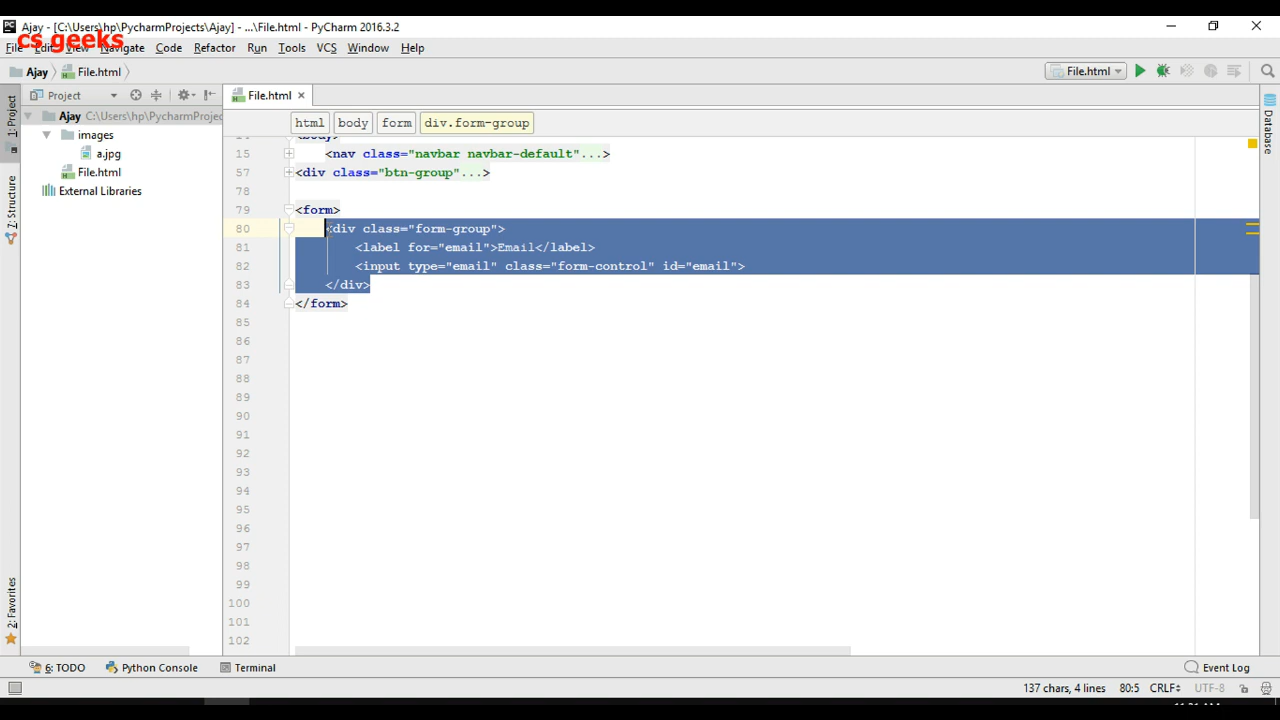 PC Ajay - [C:\Users\hp\PycharmProjects\Ajay] - ...\File.html - PyCharm 2016.3.2
cs geeks
File Edit View Navigate Code Refactor Run Tools VCS Window Help
Ajay File.html File.html
1: Project Project File.html
Ajay C:\Users\hp\PycharmProjec html body form div.form-group
images
a.jpg
File.html
External Libraries
7: Structure
2: Favorites
Database
<body>
15 <nav class="navbar navbar-default"...>
57 <div class="btn-group"...>
78
79 <form>
80 <div class="form-group">
81 <label for="email">Email</label>
82 <input type="email" class="form-control" id="email">
83 </div>
84 </form>
85
86
87
88
89
90
91
92
93
94
95
96
97
98
99
100
101
102
6: TODO Python Console Terminal Event Log
137 chars, 4 lines 80:5 CRLF UTF-8